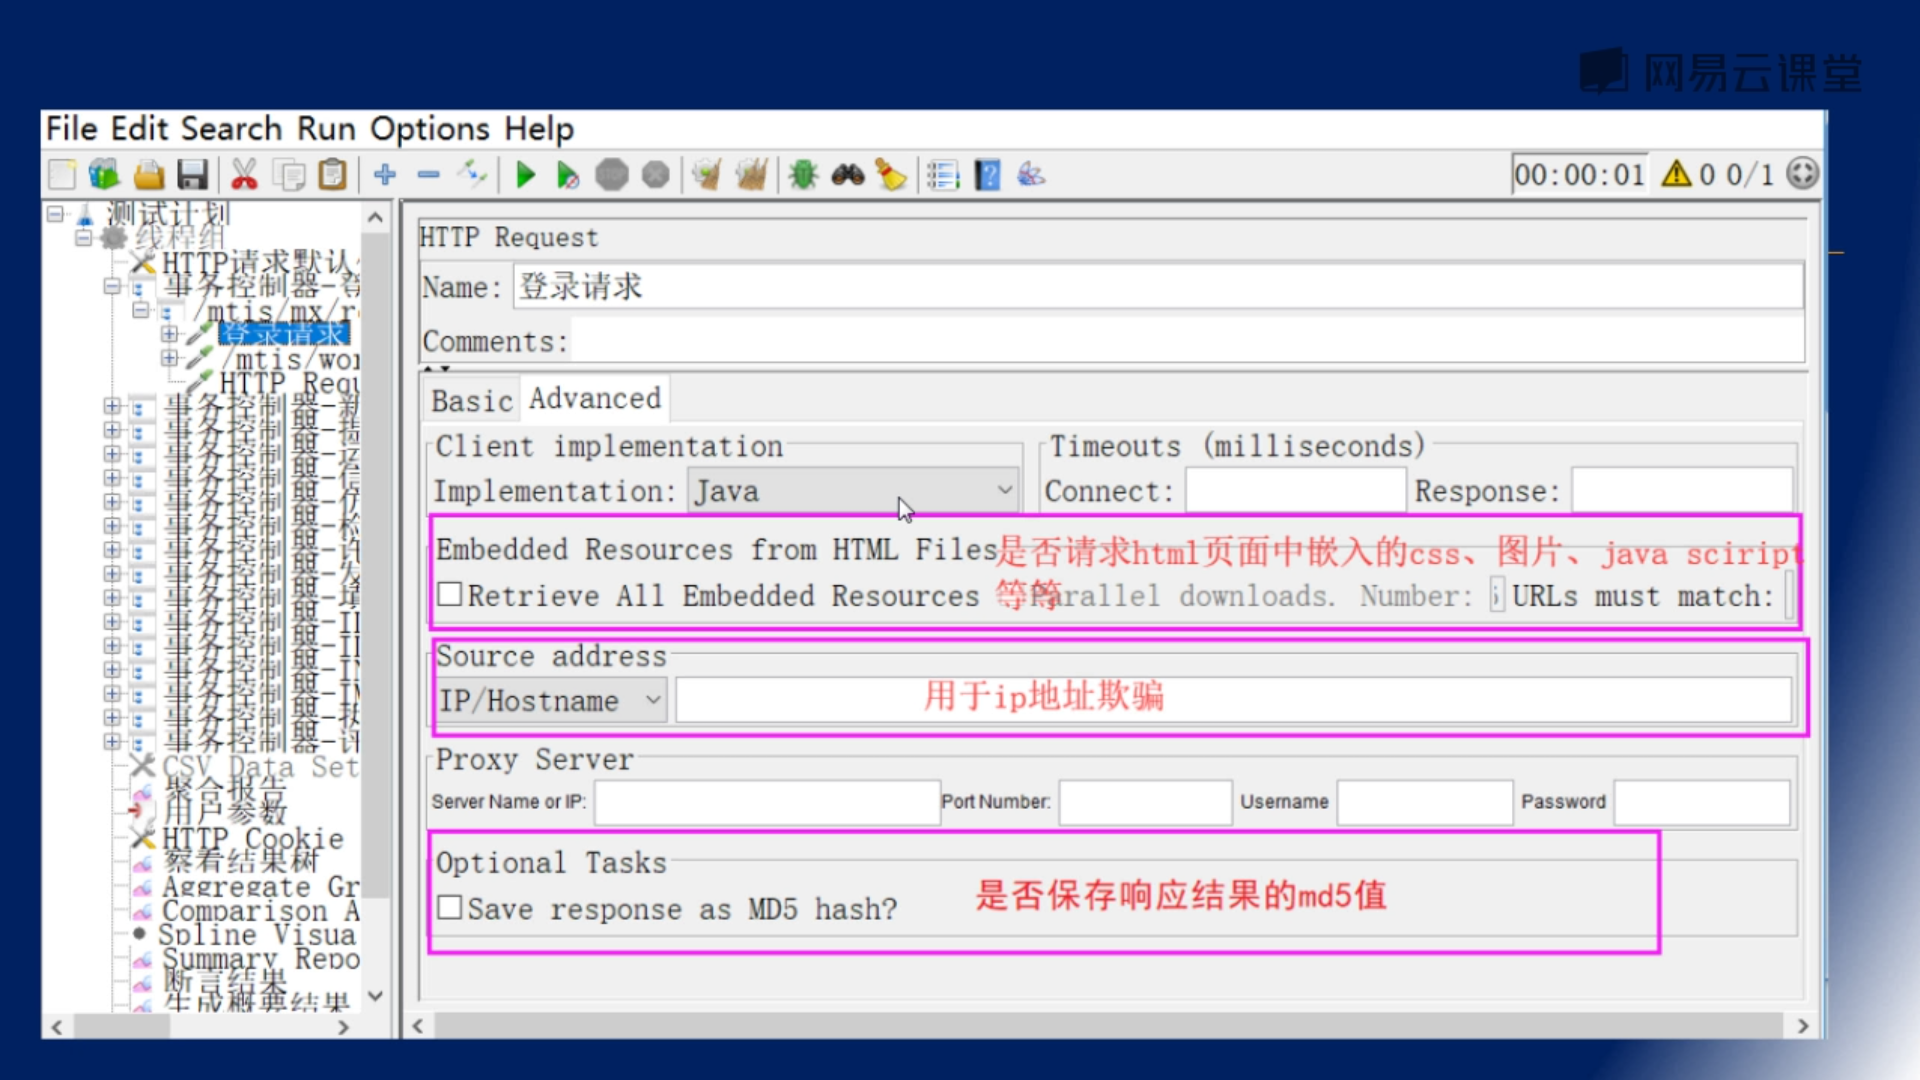 网易云课堂
File Edit Search Run Options Help
00:00:01 0 0/1
测试计划
线程组
HTTP请求默认
事务控制器-登
/mtis/mx/r
登录请求
/mtis/wor
HTTP Requ
事务控制器-新
事务控制器
事务控制器
事务控制器-信
事务控制器-仿
事务控制器-检
事务控制器-许
事务控制器-发
事务控制器-填
事务控制器-I
事务控制器-I
事务控制器-I
事务控制器-I
事务控制器-执
事务控制器-评
CSV Data Set
聚合报告
用户参数
HTTP Cookie
察看结果树
Aggregate Gr
Comparison A
Spline Visua
Summary Repo
断言结果
生成概要结果
HTTP Request
Name: 登录请求
Comments:
Basic Advanced
Client implementation Timeouts (milliseconds)
Implementation: Java Connect: Response:
Embedded Resources from HTML Files 是否请求html页面中嵌入的css、图片、java sciript
Retrieve All Embedded Resources 等等 arallel downloads. Number: URLs must match:
Source address
IP/Hostname 用于ip地址欺骗
Proxy Server
Server Name or IP: Port Number: Username Password
Optional Tasks
Save response as MD5 hash? 是否保存响应结果的md5值